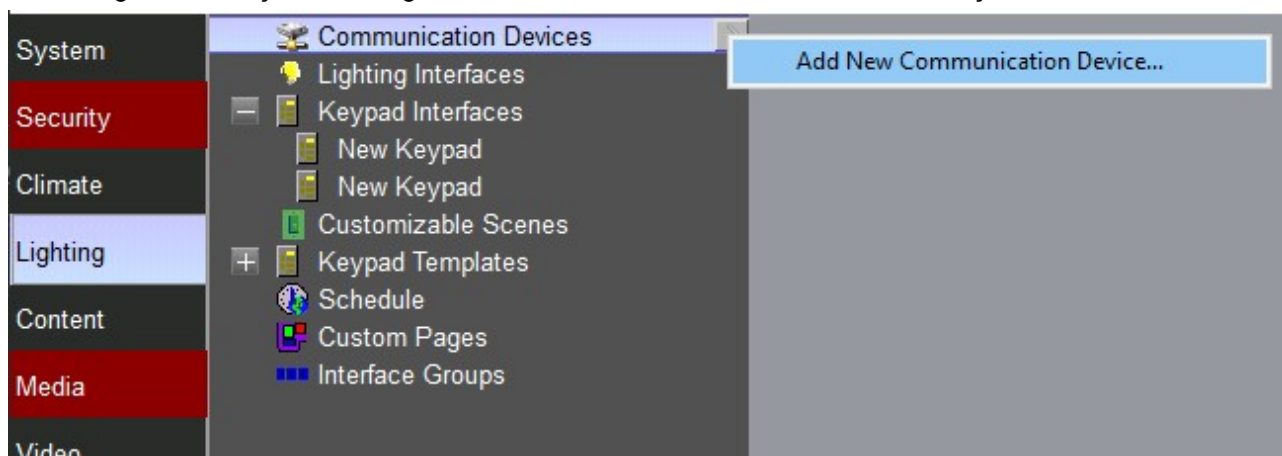 System
Security
Climate
Lighting
Content
Media
Video
Communication Devices
Lighting Interfaces
Keypad Interfaces
New Keypad
New Keypad
Customizable Scenes
Keypad Templates
Schedule
Custom Pages
Interface Groups
Add New Communication Device...